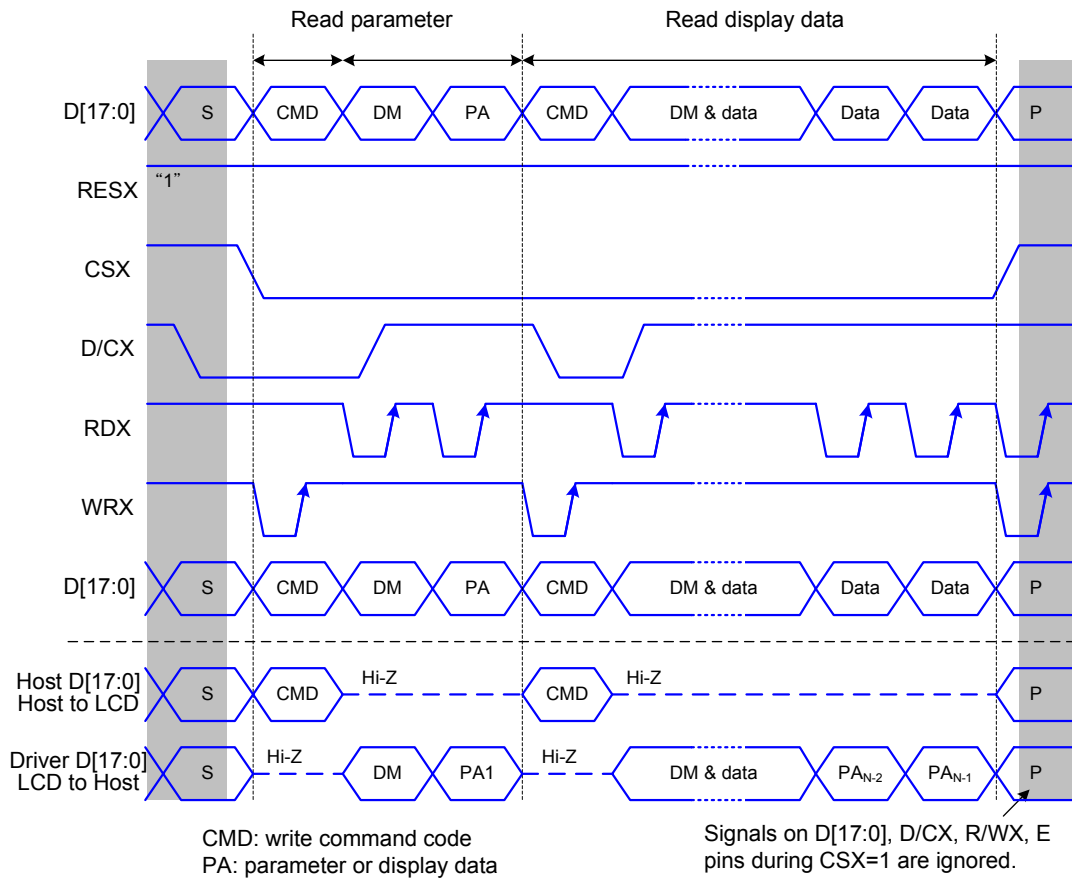 Read parameter Read display data
D[17:0] S CMD DM PA CMD DM & data Data Data P
RESX "1"
CSX
D/CX
RDX
WRX
D[17:0] S CMD DM PA CMD DM & data Data Data P
Host D[17:0] S CMD Hi-Z CMD Hi-Z P
Host to LCD
Driver D[17:0] S Hi-Z DM PA1 Hi-Z DM & data PAN-2 PAN-1 P
LCD to Host
CMD: write command code
PA: parameter or display data
Signals on D[17:0], D/CX, R/WX, E
pins during CSX=1 are ignored.